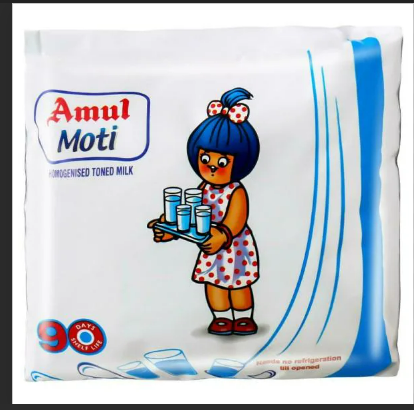 Amul
Moti
HOMOGENISED TONED MILK
90
DAYS
SHELF LIFE
Needs no refrigeration
till opened